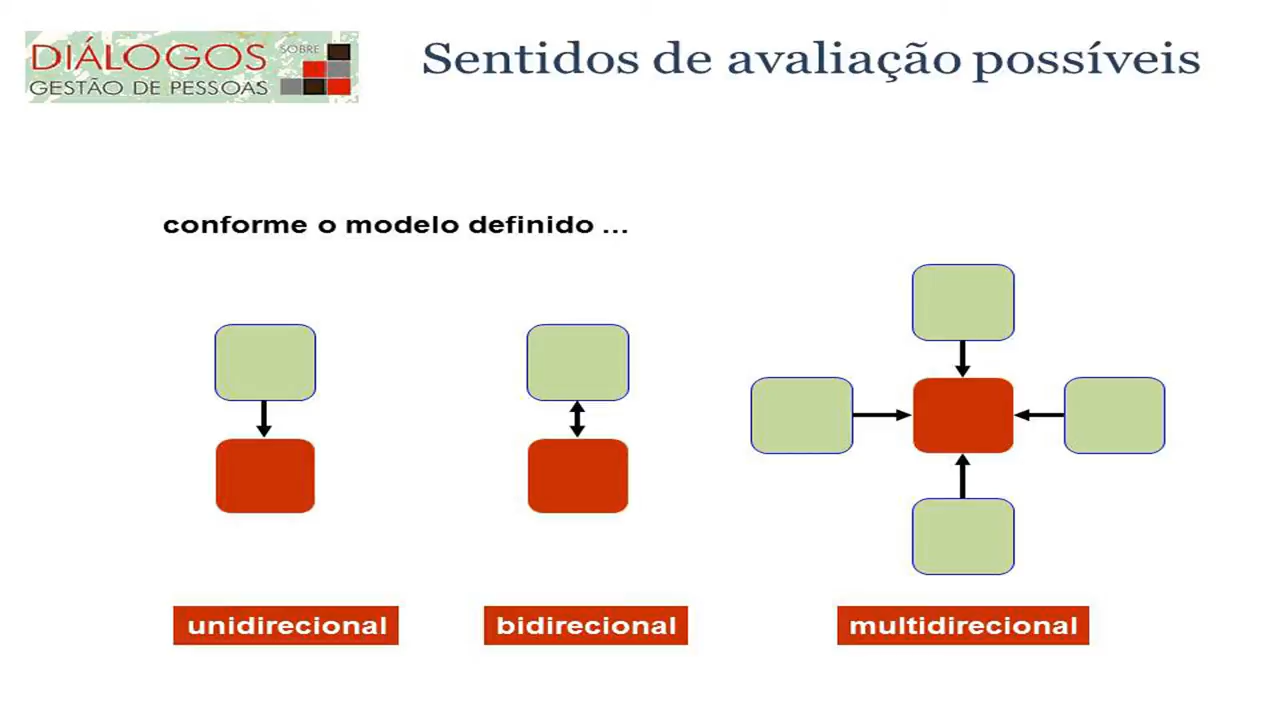 DIÁLOGOS SOBRE
GESTÃO DE PESSOAS
Sentidos de avaliação possíveis
conforme o modelo definido ...
unidirecional
bidirecional
multidirecional